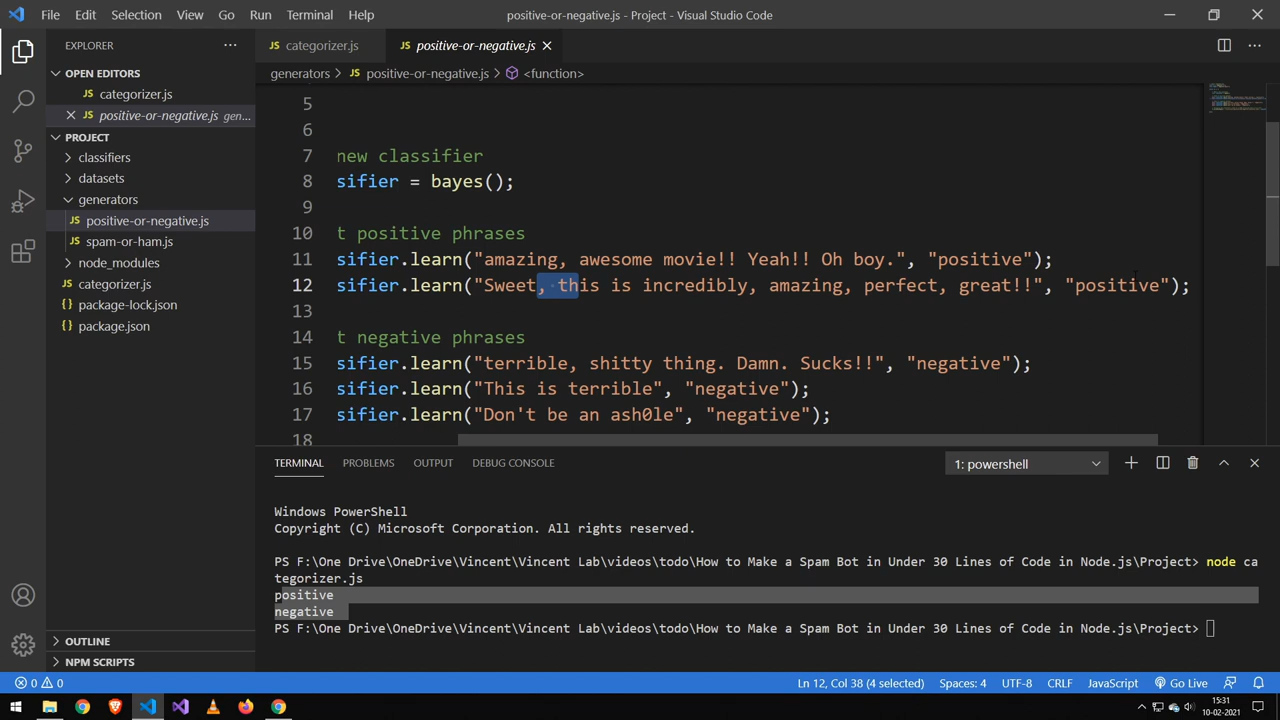 File Edit Selection View Go Run Terminal Help
positive-or-negative.js - Project - Visual Studio Code
EXPLORER
OPEN EDITORS
JS categorizer.js
JS positive-or-negative.js gen...
PROJECT
classifiers
datasets
generators
JS positive-or-negative.js
JS spam-or-ham.js
node_modules
JS categorizer.js
{} package-lock.json
{} package.json
OUTLINE
NPM SCRIPTS
JS categorizer.js
JS positive-or-negative.js
generators > JS positive-or-negative.js > <function>
5
6
7 new classifier
8 sifier = bayes();
9
10 t positive phrases
11 sifier.learn("amazing, awesome movie!! Yeah!! Oh boy.", "positive");
12 sifier.learn("Sweet, this is incredibly, amazing, perfect, great!!", "positive");
13
14 t negative phrases
15 sifier.learn("terrible, shitty thing. Damn. Sucks!!", "negative");
16 sifier.learn("This is terrible", "negative");
17 sifier.learn("Don't be an ash0le", "negative");
18
TERMINAL PROBLEMS OUTPUT DEBUG CONSOLE
1: powershell
Windows PowerShell
Copyright (C) Microsoft Corporation. All rights reserved.
PS F:\One Drive\OneDrive\Vincent Lab\videos\todo\How to Make a Spam Bot in Under 30 Lines of Code in Node.js\Project> node ca
tegorizer.js
positive
negative
PS F:\One Drive\OneDrive\Vincent Lab\videos\todo\How to Make a Spam Bot in Under 30 Lines of Code in Node.js\Project>
0 0
Ln 12, Col 38 (4 selected) Spaces: 4 UTF-8 CRLF JavaScript Go Live
15:31
10-02-2021